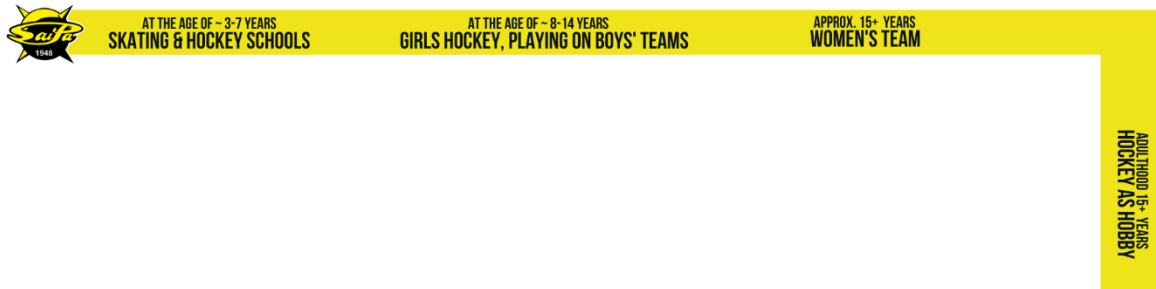 SaiPa
1948
AT THE AGE OF ~ 3-7 YEARS
SKATING & HOCKEY SCHOOLS
AT THE AGE OF ~ 8-14 YEARS
GIRLS HOCKEY, PLAYING ON BOYS' TEAMS
APPROX. 15+ YEARS
WOMEN'S TEAM
ADULTHOOD 15+ YEARS
HOCKEY AS HOBBY